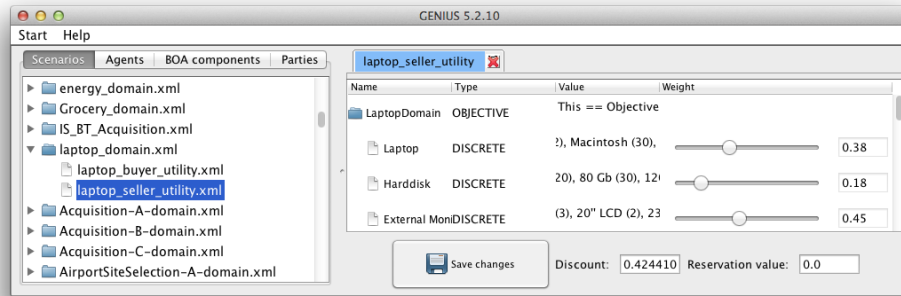 GENIUS 5.2.10
Start Help
Scenarios Agents BOA components Parties
energy_domain.xml
Grocery_domain.xml
IS_BT_Acquisition.xml
laptop_domain.xml
laptop_buyer_utility.xml
laptop_seller_utility.xml
Acquisition-A-domain.xml
Acquisition-B-domain.xml
Acquisition-C-domain.xml
AirportSiteSelection-A-domain.xml
laptop_seller_utility
Name Type Value Weight
LaptopDomain OBJECTIVE This == Objective
Laptop DISCRETE ?), Macintosh (30), 0.38
Harddisk DISCRETE 20), 80 Gb (30), 12 0.18
External Moni DISCRETE (3), 20" LCD (2), 23 0.45
Save changes Discount: 0.424410 Reservation value: 0.0